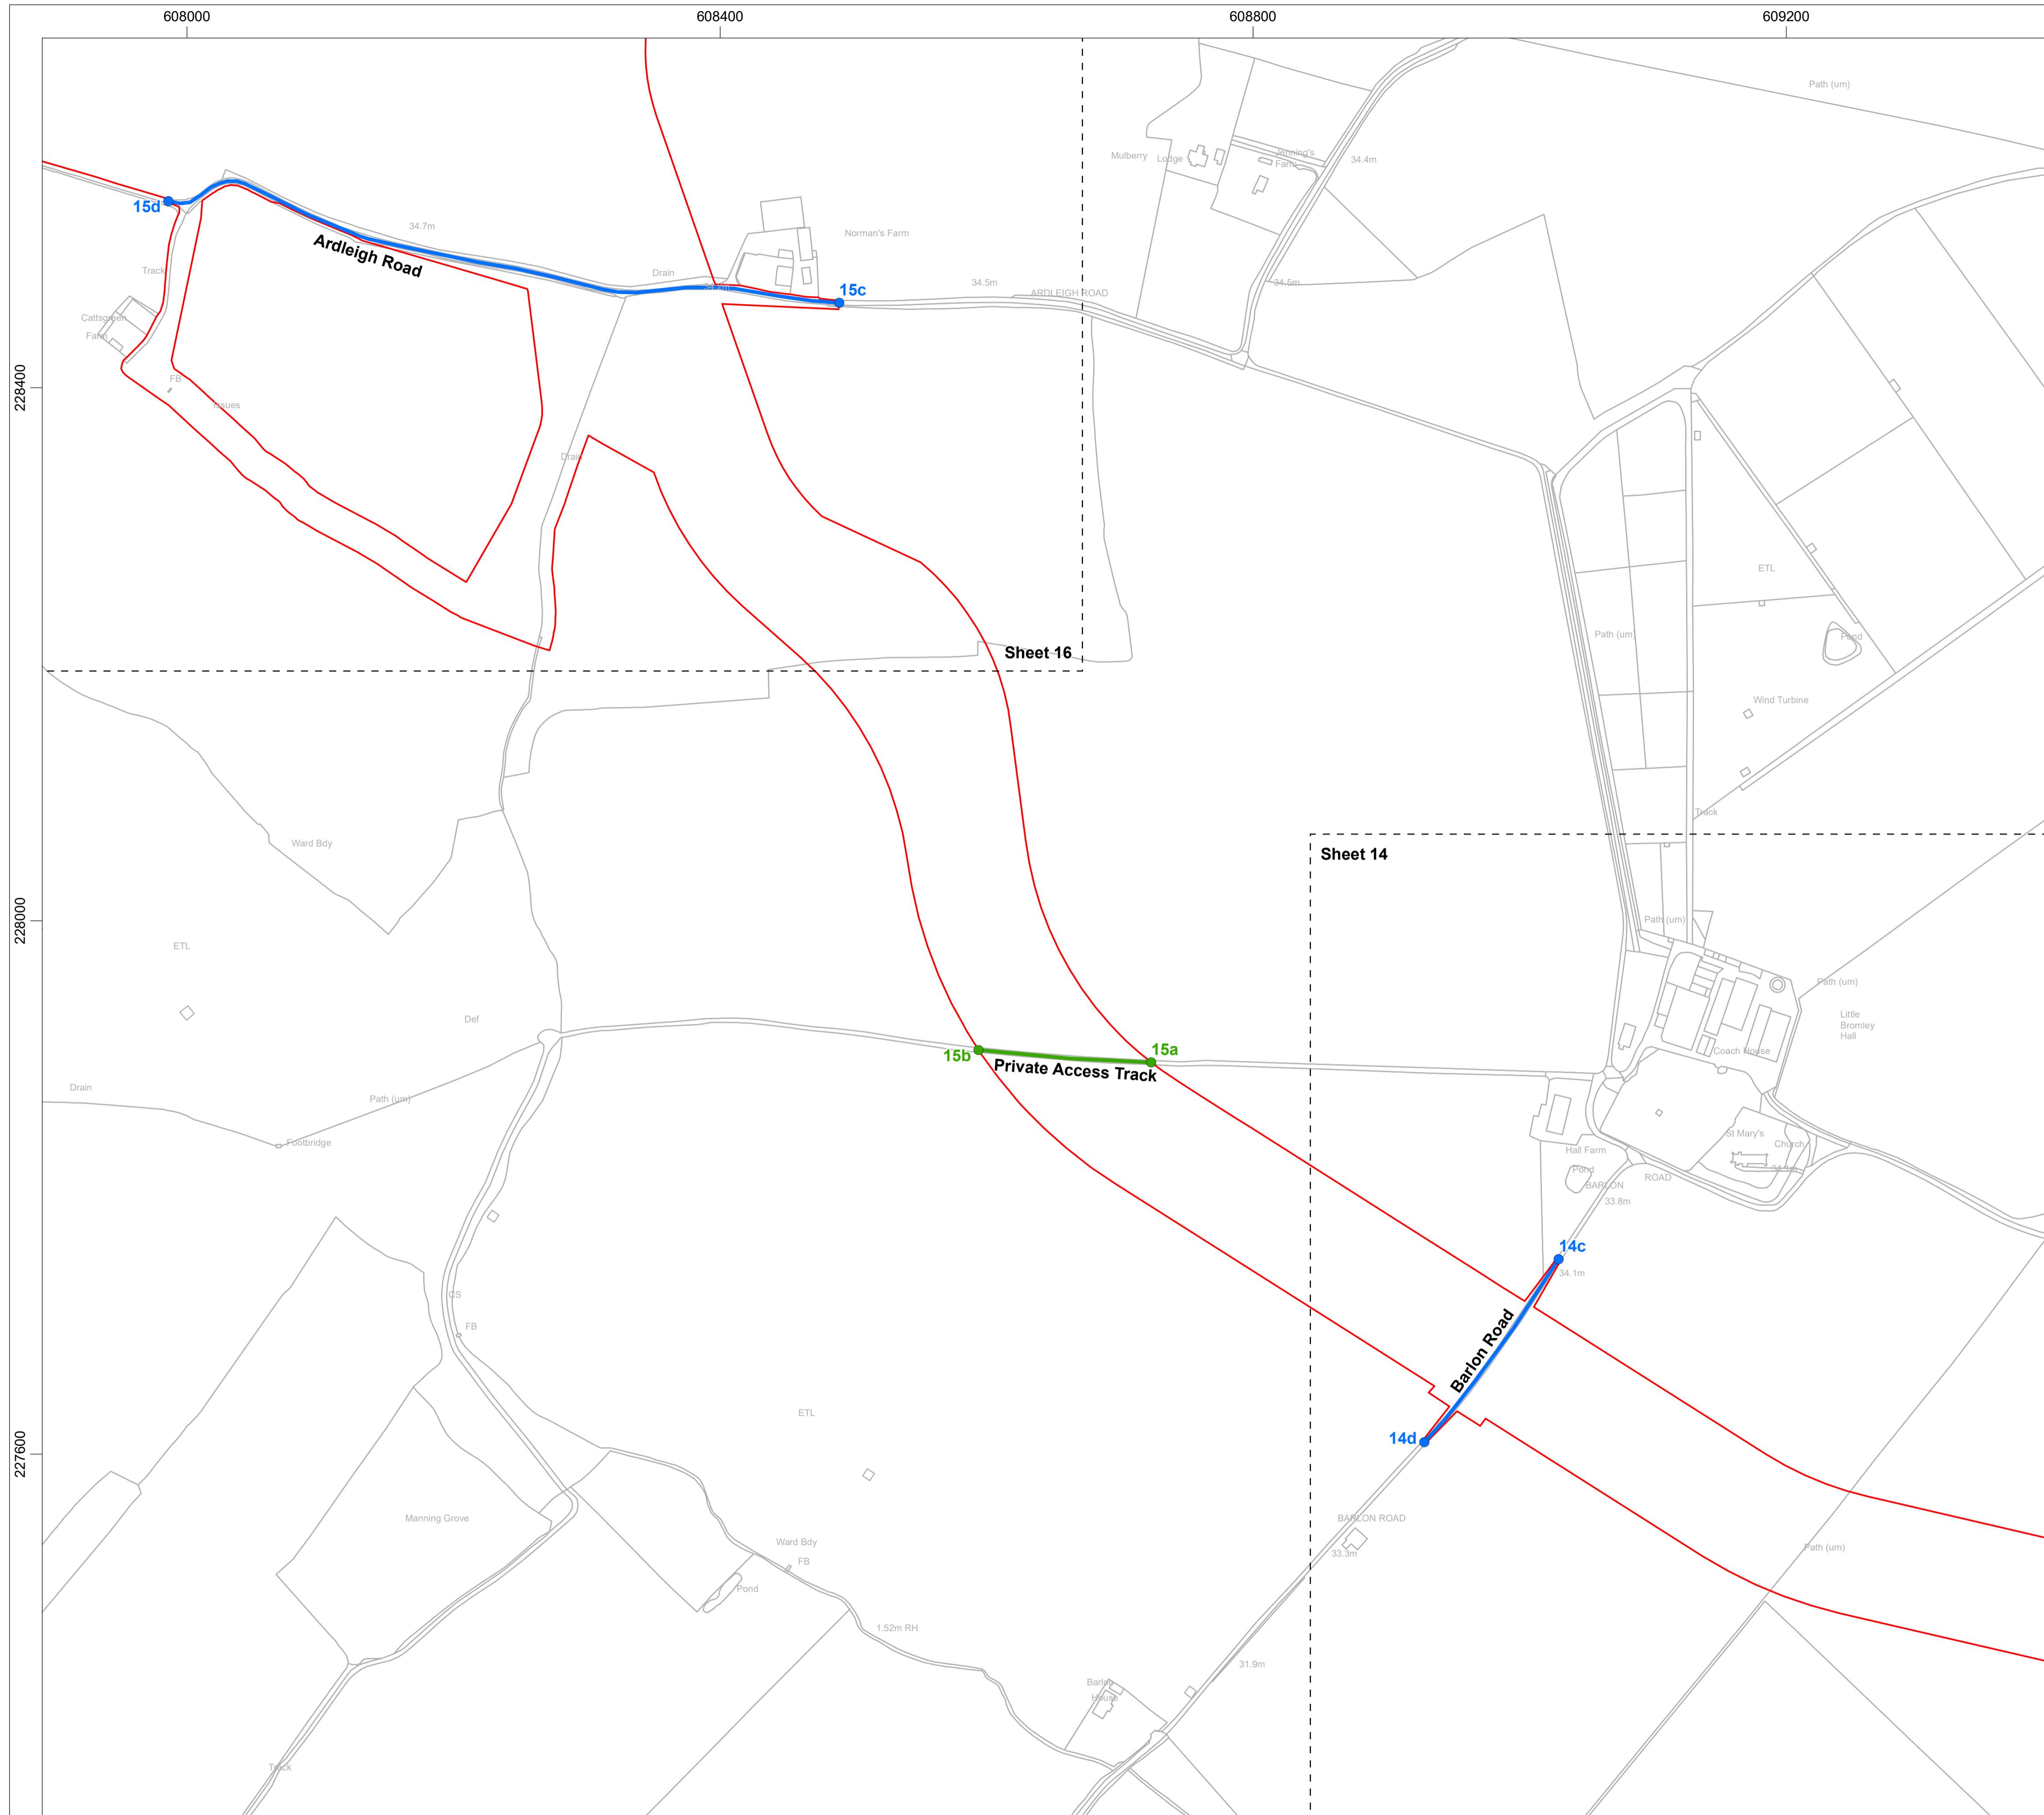 608000
608400
608800
609200
Path (um)
Mulberry
Lodge
Jenning's
Farm
34.4m
15d
34.7m
Norman's Farm
Ardleigh Road
Track
Drain
34.5m
34.5m
15c
ARDLEIGH ROAD
Cattsgreen
Farm
228400
FB
Issues
Drain
ETL
Path (um)
Pond
Sheet 16
Wind Turbine
Track
Ward Bdy
Sheet 14
228000
Path (um)
ETL
Path (um)
Def
Little
Bromley
Hall
15b
15a
Coach House
Private Access Track
Drain
Path (um)
Footbridge
St Mary's
Church
Hall Farm
Pond
BARLON
ROAD
33.8m
14c
34.1m
CS
FB
Barlon Road
ETL
14d
227600
Manning Grove
BARLON ROAD
Ward Bdy
33.3m
Path (um)
FB
Pond
1.52m RH
31.9m
Barlon
House
Track